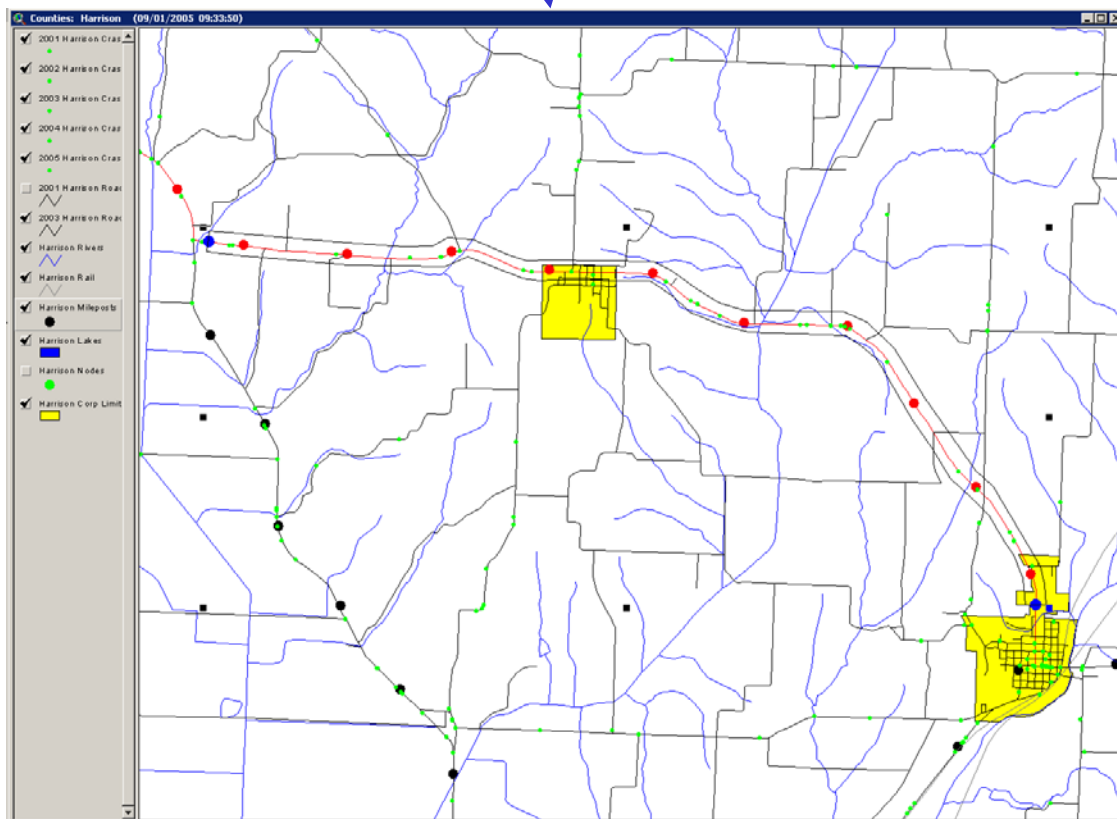 Counties: Harrison (09/01/2005 09:33:50)
2001 Harrison Cras
2002 Harrison Cras
2003 Harrison Cras
2004 Harrison Cras
2005 Harrison Cras
2001 Harrison Road
2003 Harrison Road
Harrison Rivers
Harrison Rail
Harrison Mileposts
Harrison Lakes
Harrison Nodes
Harrison Corp Limit